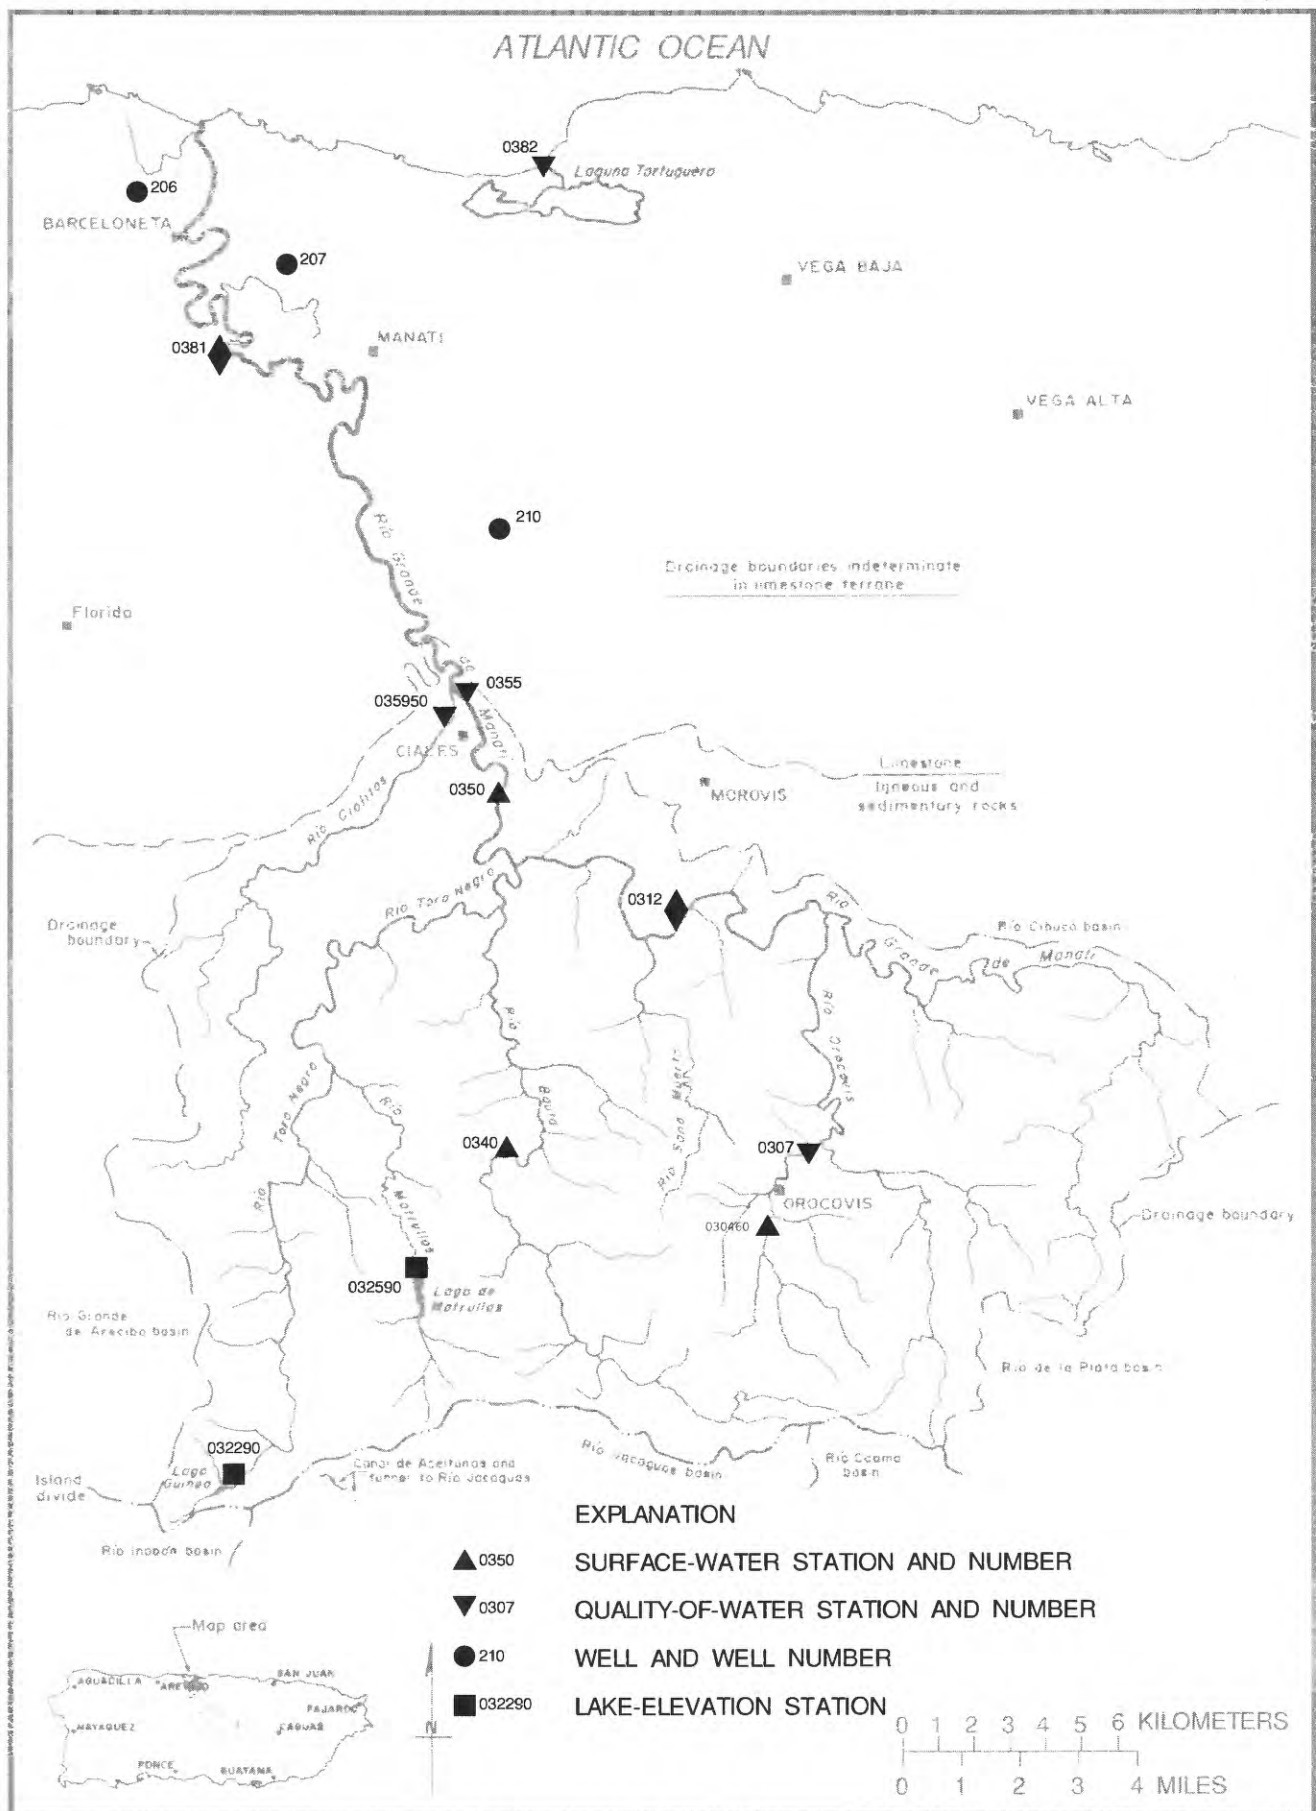 ATLANTIC OCEAN
0382
Laguna Tortuguero
206
BARCELONETA
207
VEGA BAJA
0381
MANATI
VEGA ALTA
210
Río Grande
Drainage boundaries indeterminate
in limestone terrane
Florida
de
0355
035950
Manati
CIALES
Limestone
0350
MOROVIS
Igneous and
sedimentary rocks
Río Cialitos
Río Toro Negro
0312
Río
Drainage
boundary
Río Cibuco basin
Grande
de Manati
Río
Río Orocovis
Toro Negro
Río
Bauta
0340
0307
Río Sana Muerto
Río
Matrullas
OROCOVIS
030460
Drainage boundary
032590
Lago de
Matrullas
Río Grande
de Arecibo basin
Río de la Plata basin
032290
Lago
Guineo
Canal de Aceitunas and
tunnel to Río Jacaguas
Río Jacaguas basin
Río Coamo
basin
Island
divide
Río Inabón basin
EXPLANATION
0350 SURFACE-WATER STATION AND NUMBER
0307 QUALITY-OF-WATER STATION AND NUMBER
210 WELL AND WELL NUMBER
032290 LAKE-ELEVATION STATION
Map area
AGUADILLA
ARECIBO
SAN JUAN
FAJARDO
MAYAGUEZ
CAGUAS
PONCE
GUAYAMA
N
0 1 2 3 4 5 6 KILOMETERS
0 1 2 3 4 MILES